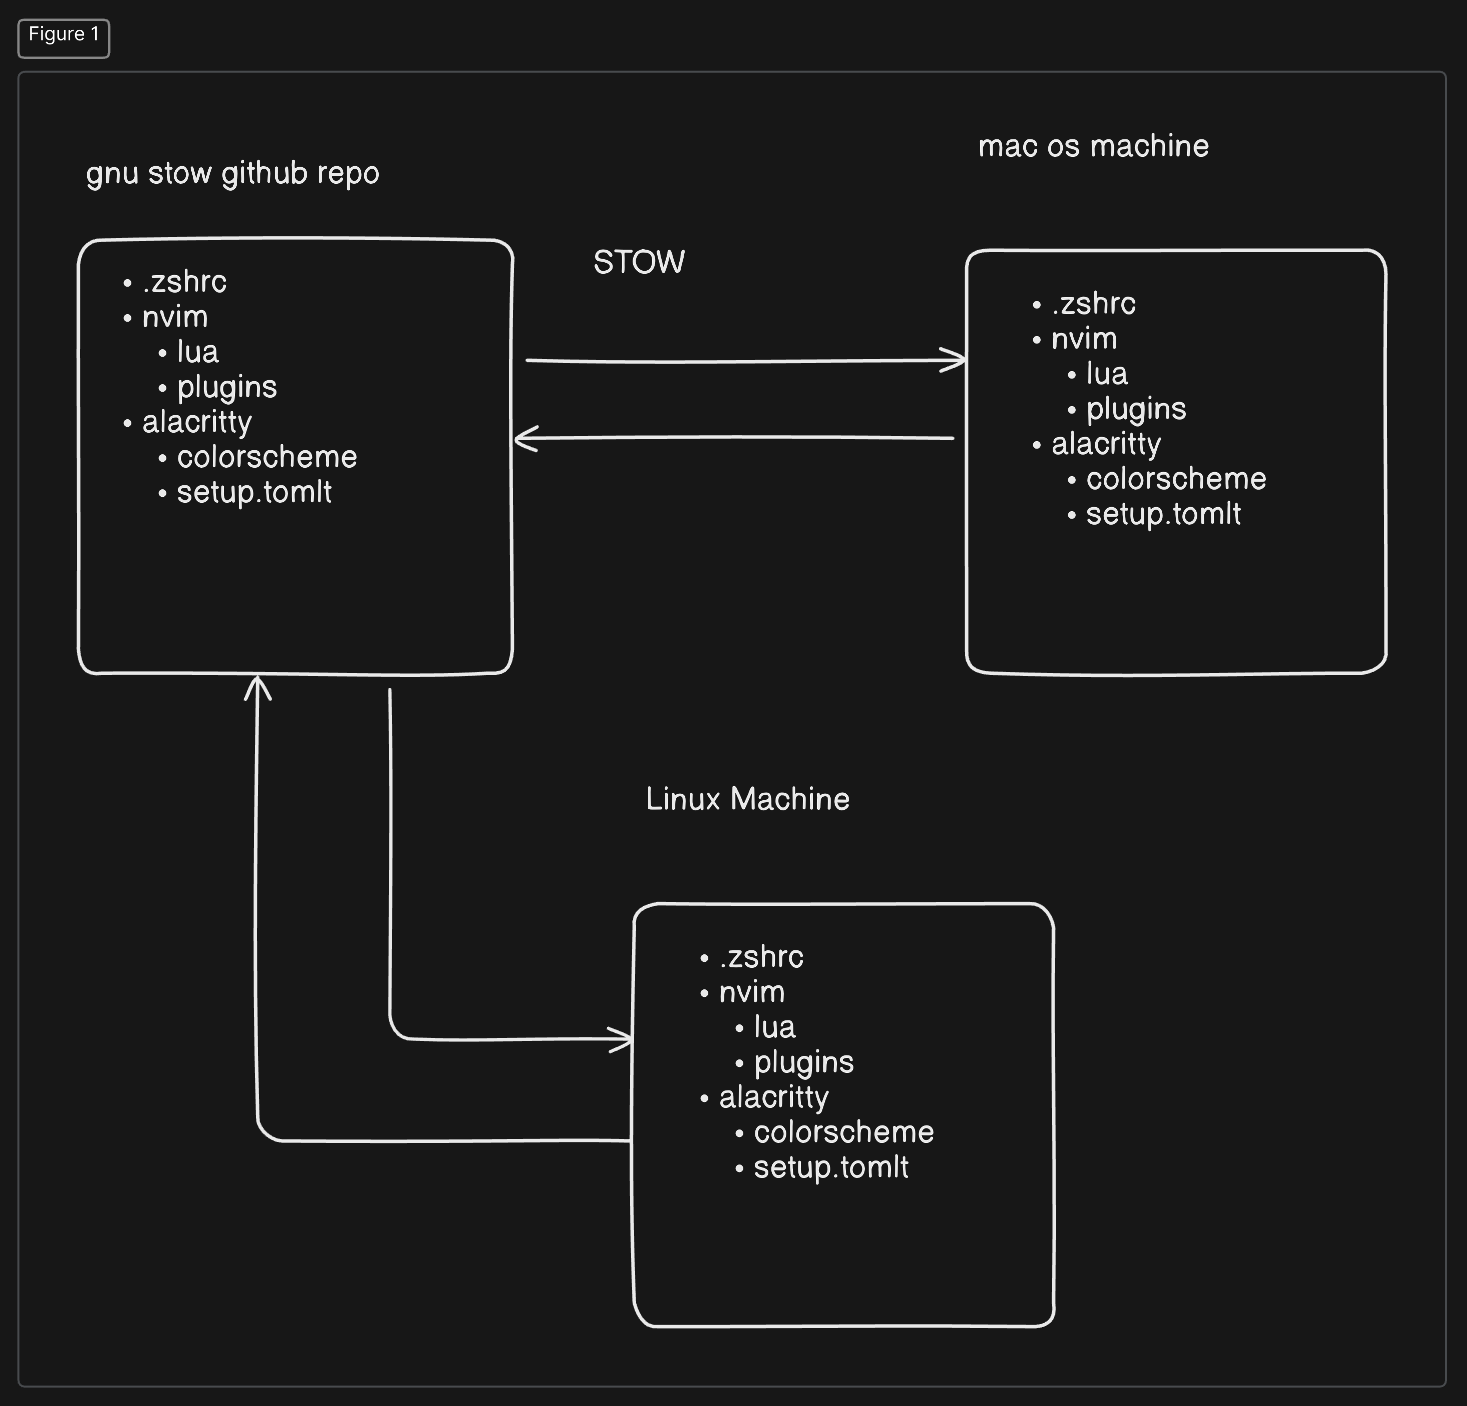 Figure 1
gnu stow github repo
• .zshrc
• nvim
• lua
• plugins
• alacritty
• colorscheme
• setup.tomlt
STOW
mac os machine
• .zshrc
• nvim
• lua
• plugins
• alacritty
• colorscheme
• setup.tomlt
Linux Machine
• .zshrc
• nvim
• lua
• plugins
• alacritty
• colorscheme
• setup.tomlt